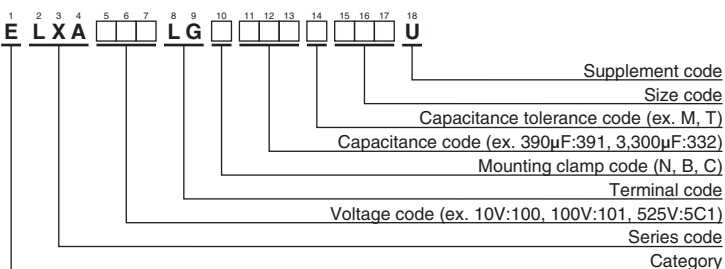 1 2 3 4 5 6 7 8 9 10 11 12 13 14 15 16 17 18
E L X A □□□ L G □ □□□ □ □□□ U
Supplement code
Size code
Capacitance tolerance code (ex. M, T)
Capacitance code (ex. 390µF:391, 3,300µF:332)
Mounting clamp code (N, B, C)
Terminal code
Voltage code (ex. 10V:100, 100V:101, 525V:5C1)
Series code
Category